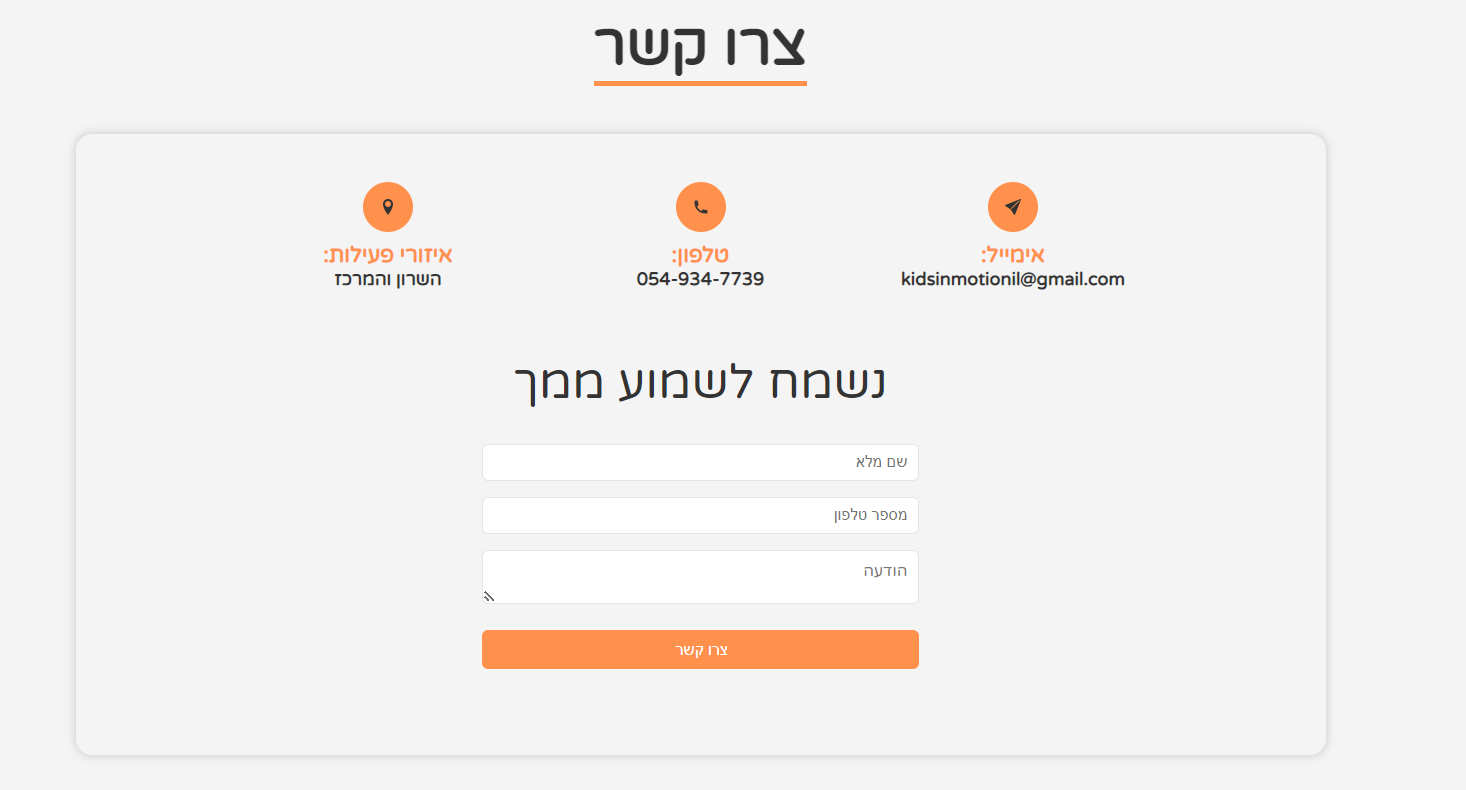 צרו קשר
אימייל:
kidsinmotionil@gmail.com
טלפון:
054-934-7739
איזורי פעילות:
השרון והמרכז
נשמח לשמוע ממך
שם מלא
מספר טלפון
הודעה
צרו קשר